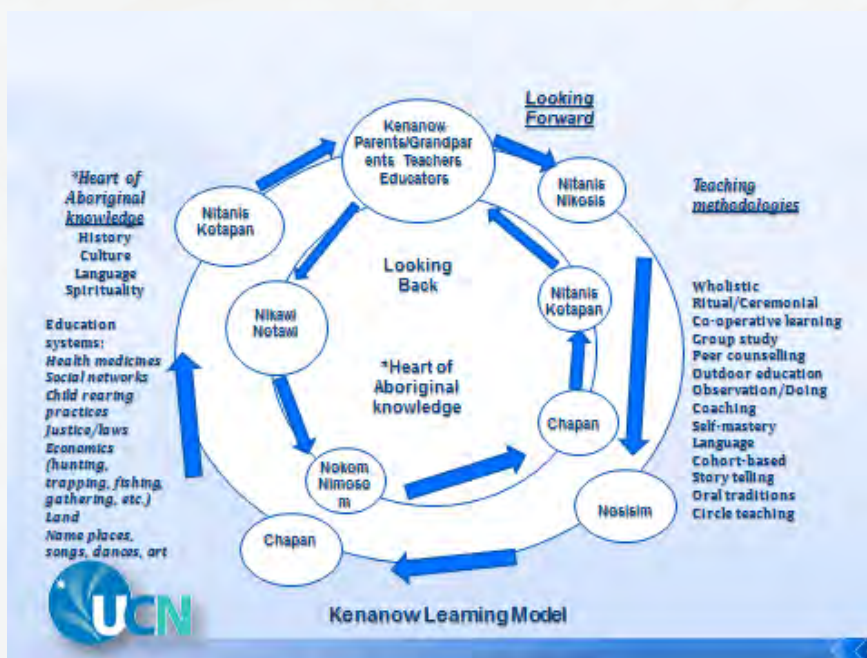 Looking
Forward
Kenanow
Parents/Grandpar
ents Teachers
Educators
Nitanis
Nikosis
*Heart of
Aboriginal
knowledge
History
Culture
Language
Spirituality
Nitanis
Kotapan
Teaching
methodologies
Looking
Back
Nitanis
Kotapan
Nikawi
Notawi
*Heart of
Aboriginal
knowledge
Education
systems:
Health medicines
Social networks
Child rearing
practices
Justice/laws
Economics
(hunting,
trapping, fishing,
gathering, etc.)
Land
Name places,
songs, dances, art
Wholistic
Ritual/Ceremonial
Co-operative learning
Group study
Peer counselling
Outdoor education
Observation/Doing
Coaching
Self-mastery
Language
Cohort-based
Story telling
Oral traditions
Circle teaching
Chapan
Nokom
Nimoso
m
Nosisim
Chapan
UCN
Kenanow Learning Model